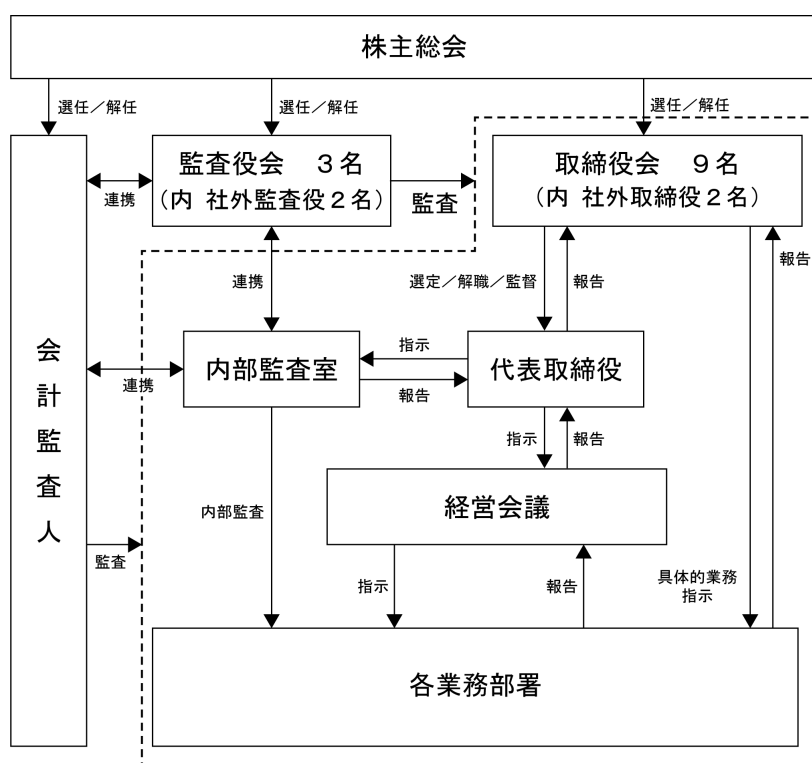 株主総会
選任／解任
選任／解任
選任／解任
監査役会　３名
（内 社外監査役２名）
取締役会　９名
（内 社外取締役２名）
連携
監査
連携
選定／解職／監督
報告
報告
会計監査人
内部監査室
指示
報告
代表取締役
連携
指示
報告
経営会議
内部監査
監査
指示
報告
具体的業務
指示
各業務部署